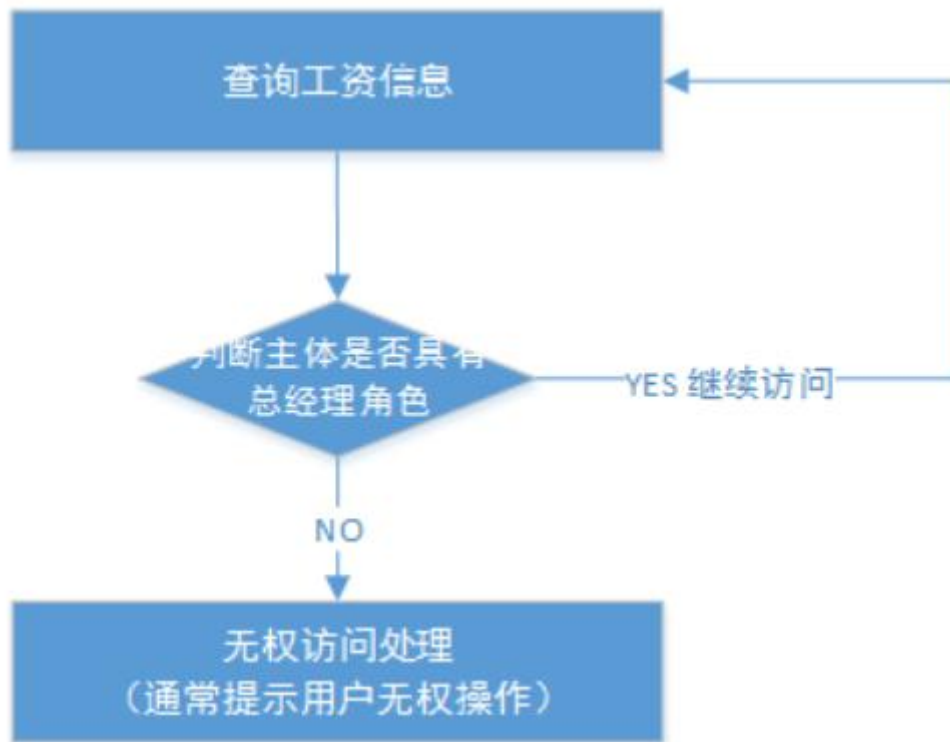 查询工资信息
判断主体是否具有
总经理角色
YES 继续访问
NO
无权访问处理
（通常提示用户无权操作）